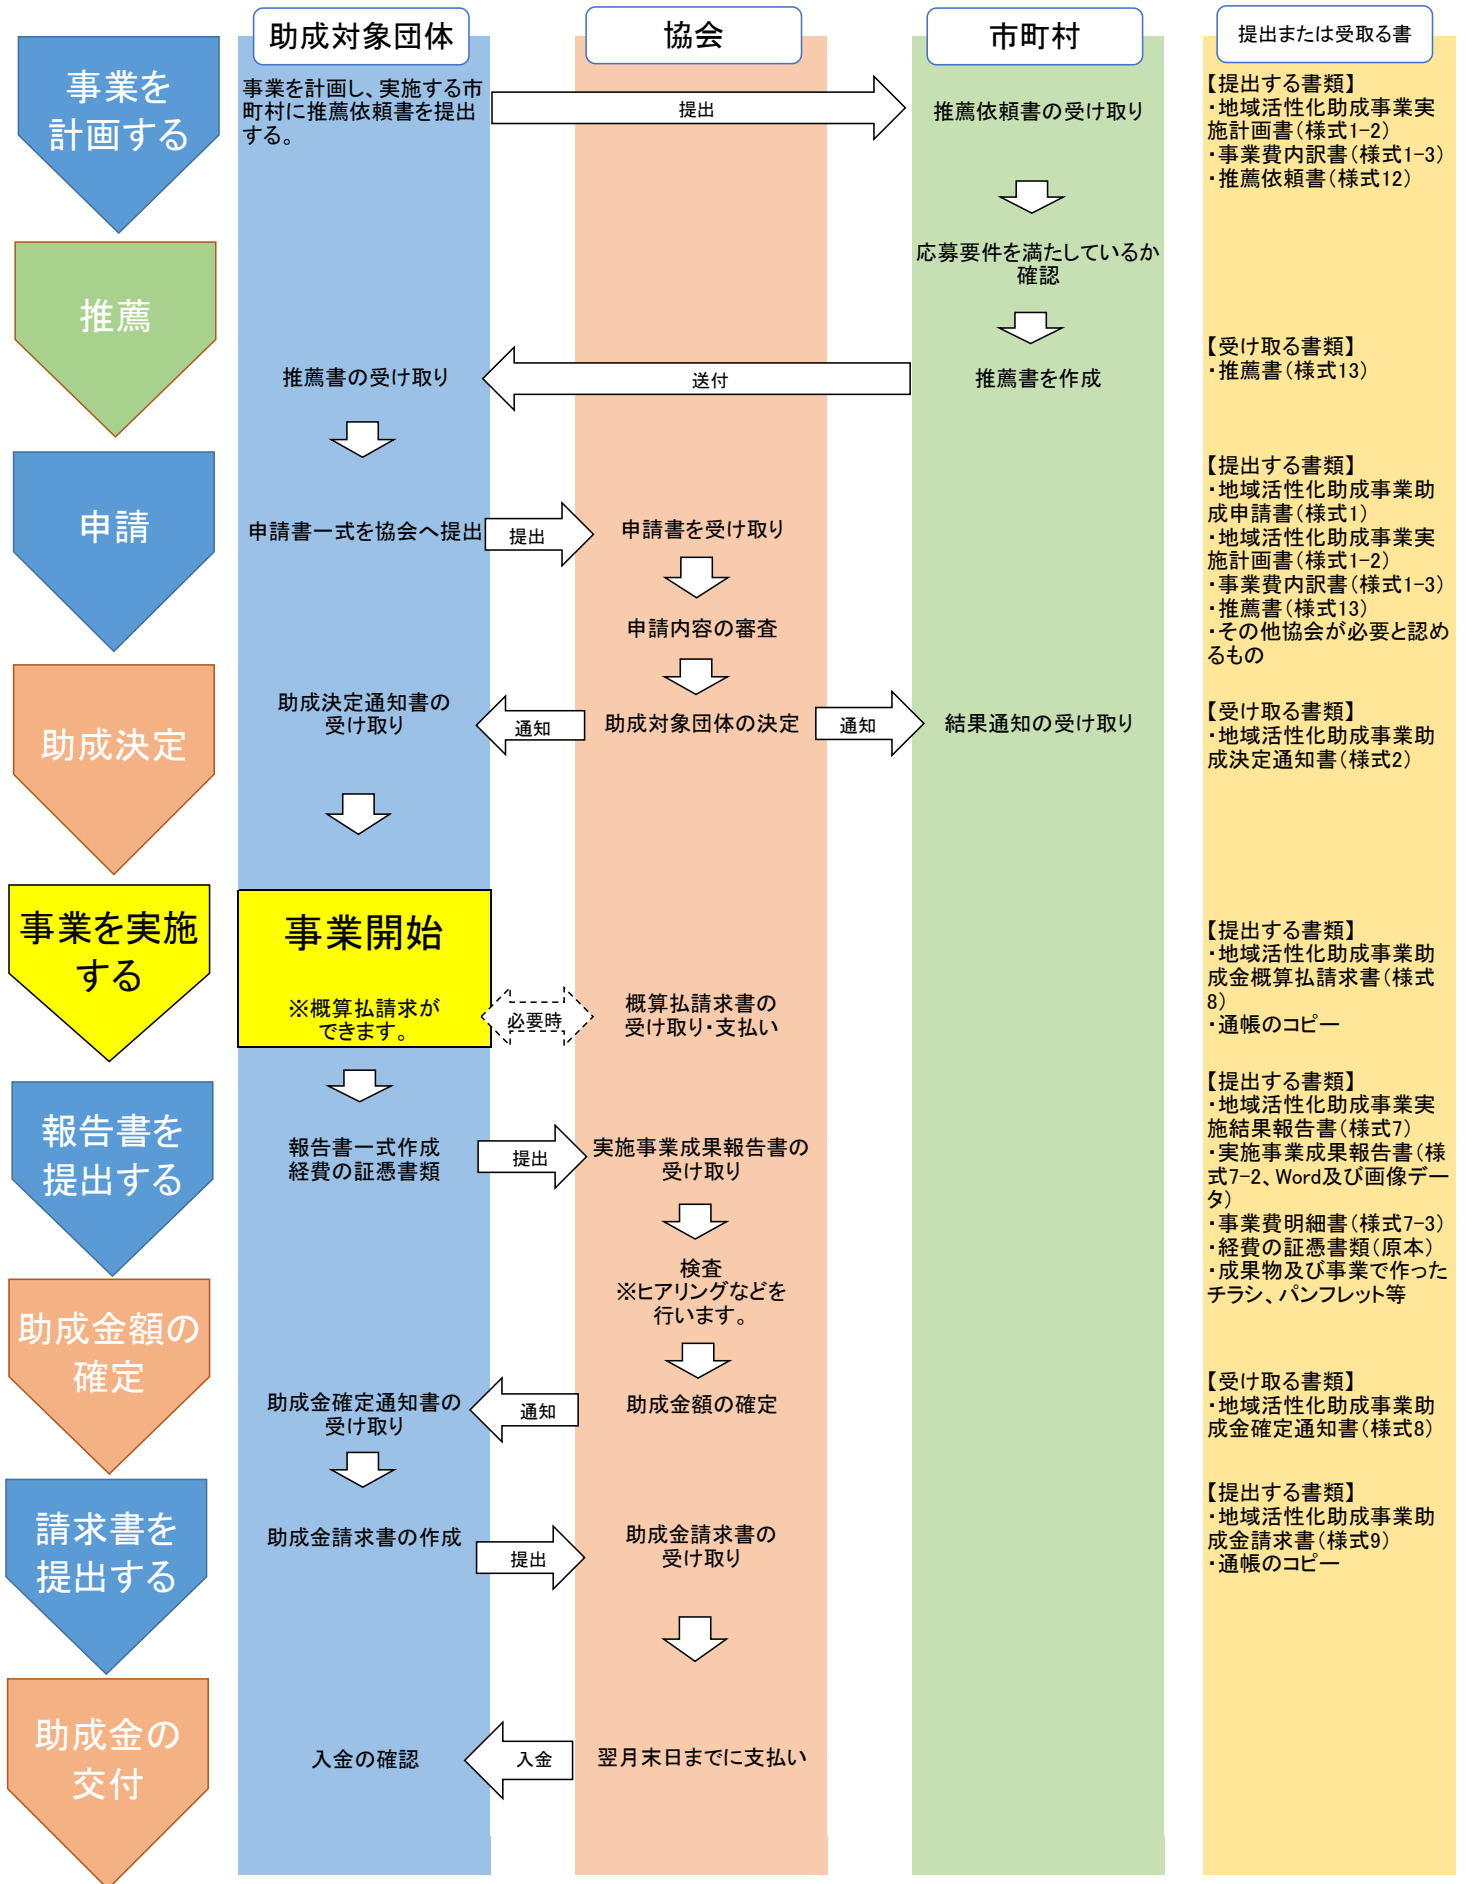 助成対象団体
協会
市町村
提出または受取る書
事業を
計画する
事業を計画し、実施する市
町村に推薦依頼書を提出
する。
提出
推薦依頼書の受け取り
【提出する書類】
・地域活性化助成事業実
施計画書(様式1-2)
・事業費内訳書(様式1-3)
・推薦依頼書(様式12)
応募要件を満たしているか
確認
推薦
推薦書の受け取り
送付
推薦書を作成
【受け取る書類】
・推薦書(様式13)
申請
申請書一式を協会へ提出
提出
申請書を受け取り
申請内容の審査
【提出する書類】
・地域活性化助成事業助
成申請書(様式1)
・地域活性化助成事業実
施計画書(様式1-2)
・事業費内訳書(様式1-3)
・推薦書(様式13)
・その他協会が必要と認め
るもの
助成決定
助成決定通知書の
受け取り
通知
助成対象団体の決定
通知
結果通知の受け取り
【受け取る書類】
・地域活性化助成事業助
成決定通知書(様式2)
事業を実施
する
事業開始
※概算払請求が
できます。
必要時
概算払請求書の
受け取り・支払い
【提出する書類】
・地域活性化助成事業助
成金概算払請求書(様式
8)
・通帳のコピー
報告書を
提出する
報告書一式作成
経費の証憑書類
提出
実施事業成果報告書の
受け取り
検査
※ヒアリングなどを
行います。
【提出する書類】
・地域活性化助成事業実
施結果報告書(様式7)
・実施事業成果報告書(様
式7-2、Word及び画像デー
タ)
・事業費明細書(様式7-3)
・経費の証憑書類(原本)
・成果物及び事業で作った
チラシ、パンフレット等
助成金額の
確定
助成金確定通知書の
受け取り
通知
助成金額の確定
【受け取る書類】
・地域活性化助成事業助
成金確定通知書(様式8)
請求書を
提出する
助成金請求書の作成
提出
助成金請求書の
受け取り
【提出する書類】
・地域活性化助成事業助
成金請求書(様式9)
・通帳のコピー
助成金の
交付
入金の確認
入金
翌月末日までに支払い